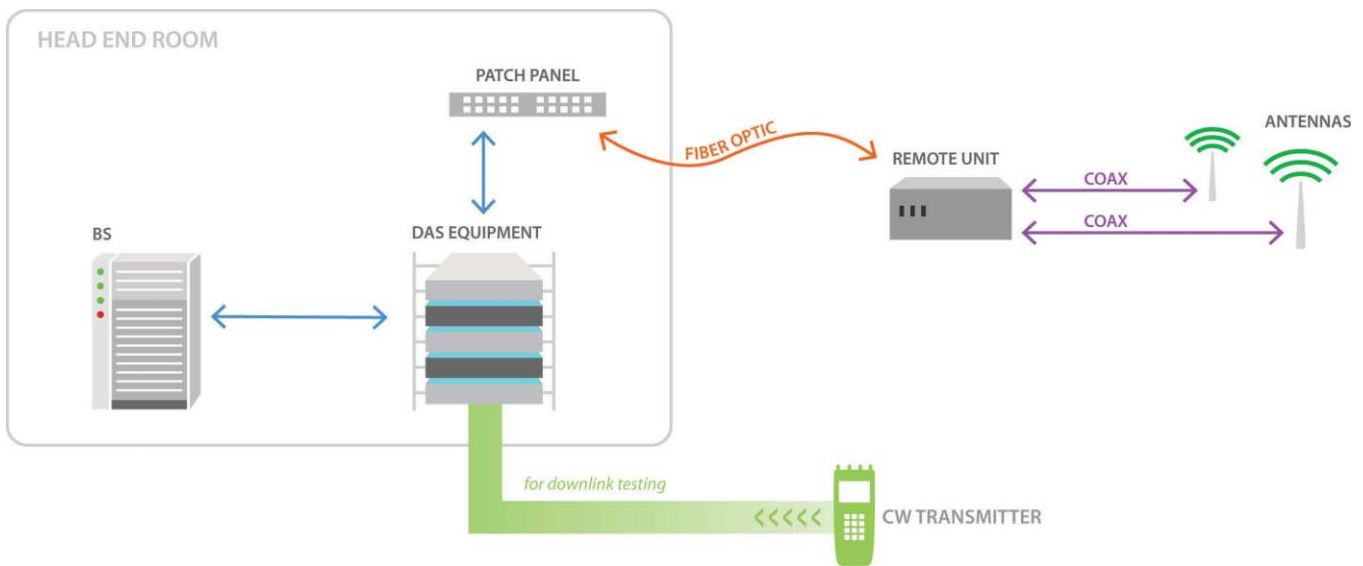 HEAD END ROOM
PATCH PANEL
FIBER OPTIC
ANTENNAS
REMOTE UNIT
COAX
COAX
BS
DAS EQUIPMENT
for downlink testing
CW TRANSMITTER